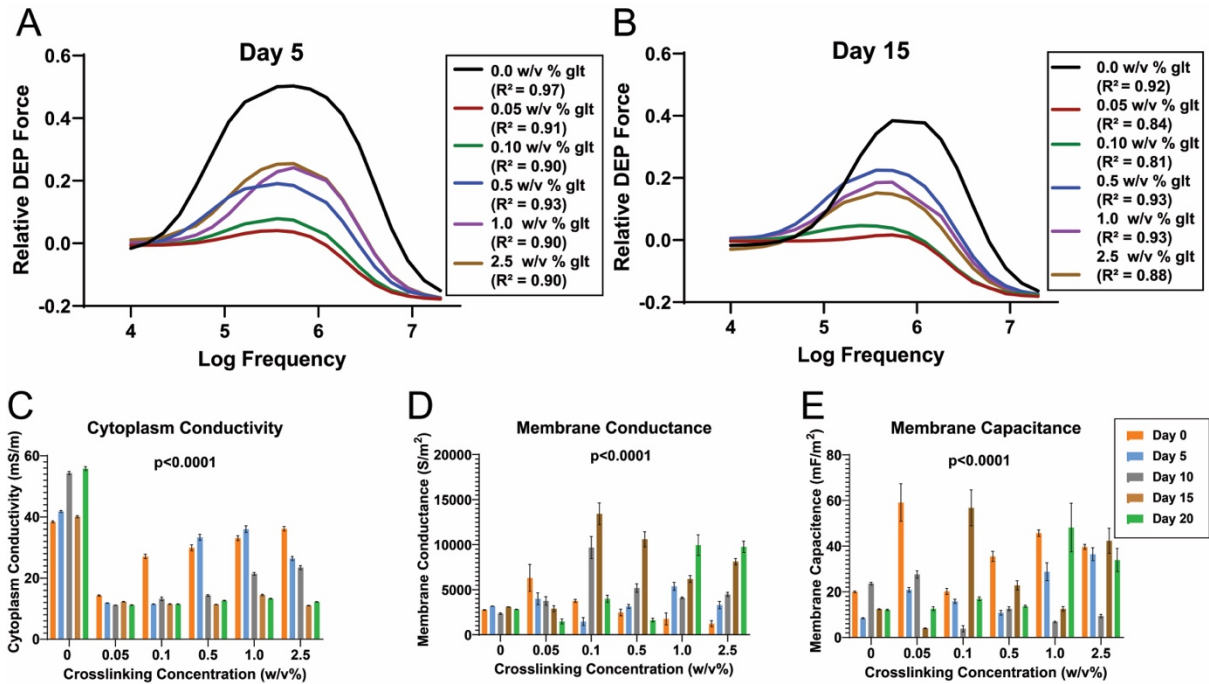 A
Day 5
Relative DEP Force
0.6
0.4
0.2
0.0
-0.2
4
5
6
7
Log Frequency
0.0 w/v % glt
(R² = 0.97)
0.05 w/v % glt
(R² = 0.91)
0.10 w/v % glt
(R² = 0.90)
0.5 w/v % glt
(R² = 0.93)
1.0 w/v % glt
(R² = 0.90)
2.5 w/v % glt
(R² = 0.90)
B
Day 15
Relative DEP Force
0.6
0.4
0.2
0.0
-0.2
4
5
6
7
Log Frequency
0.0 w/v % glt
(R² = 0.92)
0.05 w/v % glt
(R² = 0.84)
0.10 w/v % glt
(R² = 0.81)
0.5 w/v % glt
(R² = 0.93)
1.0 w/v % glt
(R² = 0.93)
2.5 w/v % glt
(R² = 0.88)
C
Cytoplasm Conductivity
p<0.0001
Cytoplasm Conductivity (mS/m)
60
40
20
0
0 0.05 0.1 0.5 1.0 2.5
Crosslinking Concentration (w/v%)
D
Membrane Conductance
p<0.0001
Membrane Conductance (S/m²)
20000
15000
10000
5000
0
0 0.05 0.1 0.5 1.0 2.5
Crosslinking Concentration (w/v%)
E
Membrane Capacitance
p<0.0001
Membrane Capacitence (mF/m²)
80
60
40
20
0
0 0.05 0.1 0.5 1.0 2.5
Crosslinking Concentration (w/v%)
Day 0
Day 5
Day 10
Day 15
Day 20